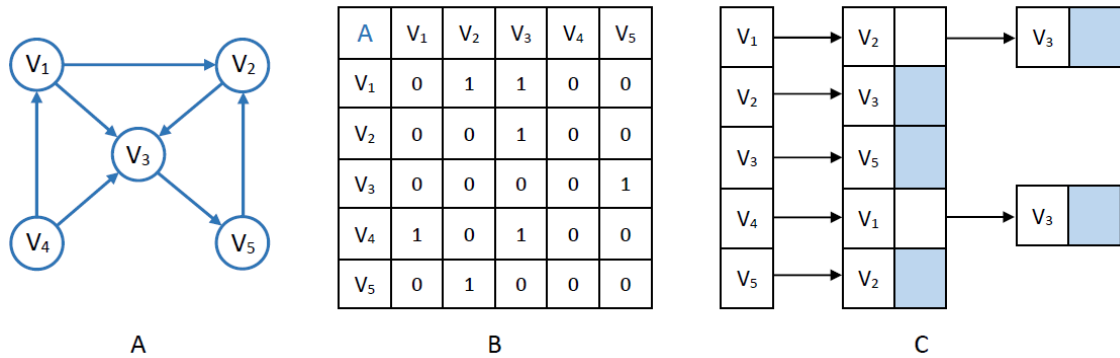 V₁ V₂
V₃
V₄ V₅
A
A V₁ V₂ V₃ V₄ V₅
V₁ 0 1 1 0 0
V₂ 0 0 1 0 0
V₃ 0 0 0 0 1
V₄ 1 0 1 0 0
V₅ 0 1 0 0 0
B
V₁ V₂ V₃
V₂ V₃
V₃ V₅
V₄ V₁ V₃
V₅ V₂
C